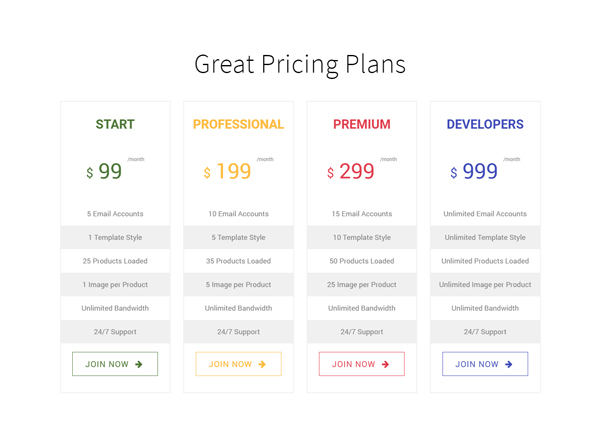 Great Pricing Plans
START
$ 99 /month
5 Email Accounts
1 Template Style
25 Products Loaded
1 Image per Product
Unlimited Bandwidth
24/7 Support
JOIN NOW
PROFESSIONAL
$ 199 /month
10 Email Accounts
5 Template Style
35 Products Loaded
5 Image per Product
Unlimited Bandwidth
24/7 Support
JOIN NOW
PREMIUM
$ 299 /month
15 Email Accounts
10 Template Style
50 Products Loaded
25 Image per Product
Unlimited Bandwidth
24/7 Support
JOIN NOW
DEVELOPERS
$ 999 /month
Unlimited Email Accounts
Unlimited Template Style
Unlimited Products Loaded
Unlimited Image per Product
Unlimited Bandwidth
24/7 Support
JOIN NOW